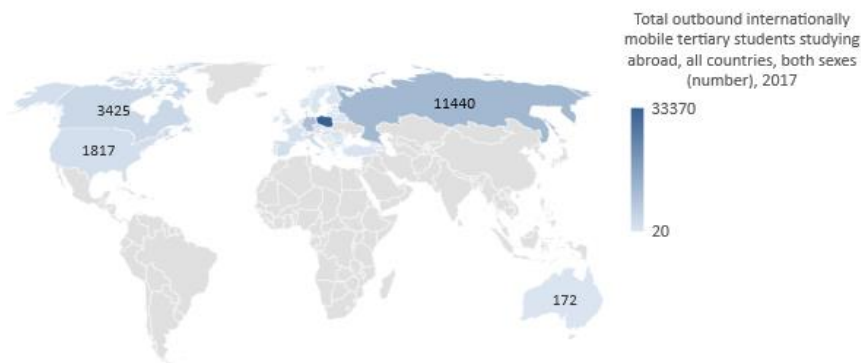 Total outbound internationally
mobile tertiary students studying
abroad, all countries, both sexes
(number), 2017
33370
20
3425
11440
1817
172